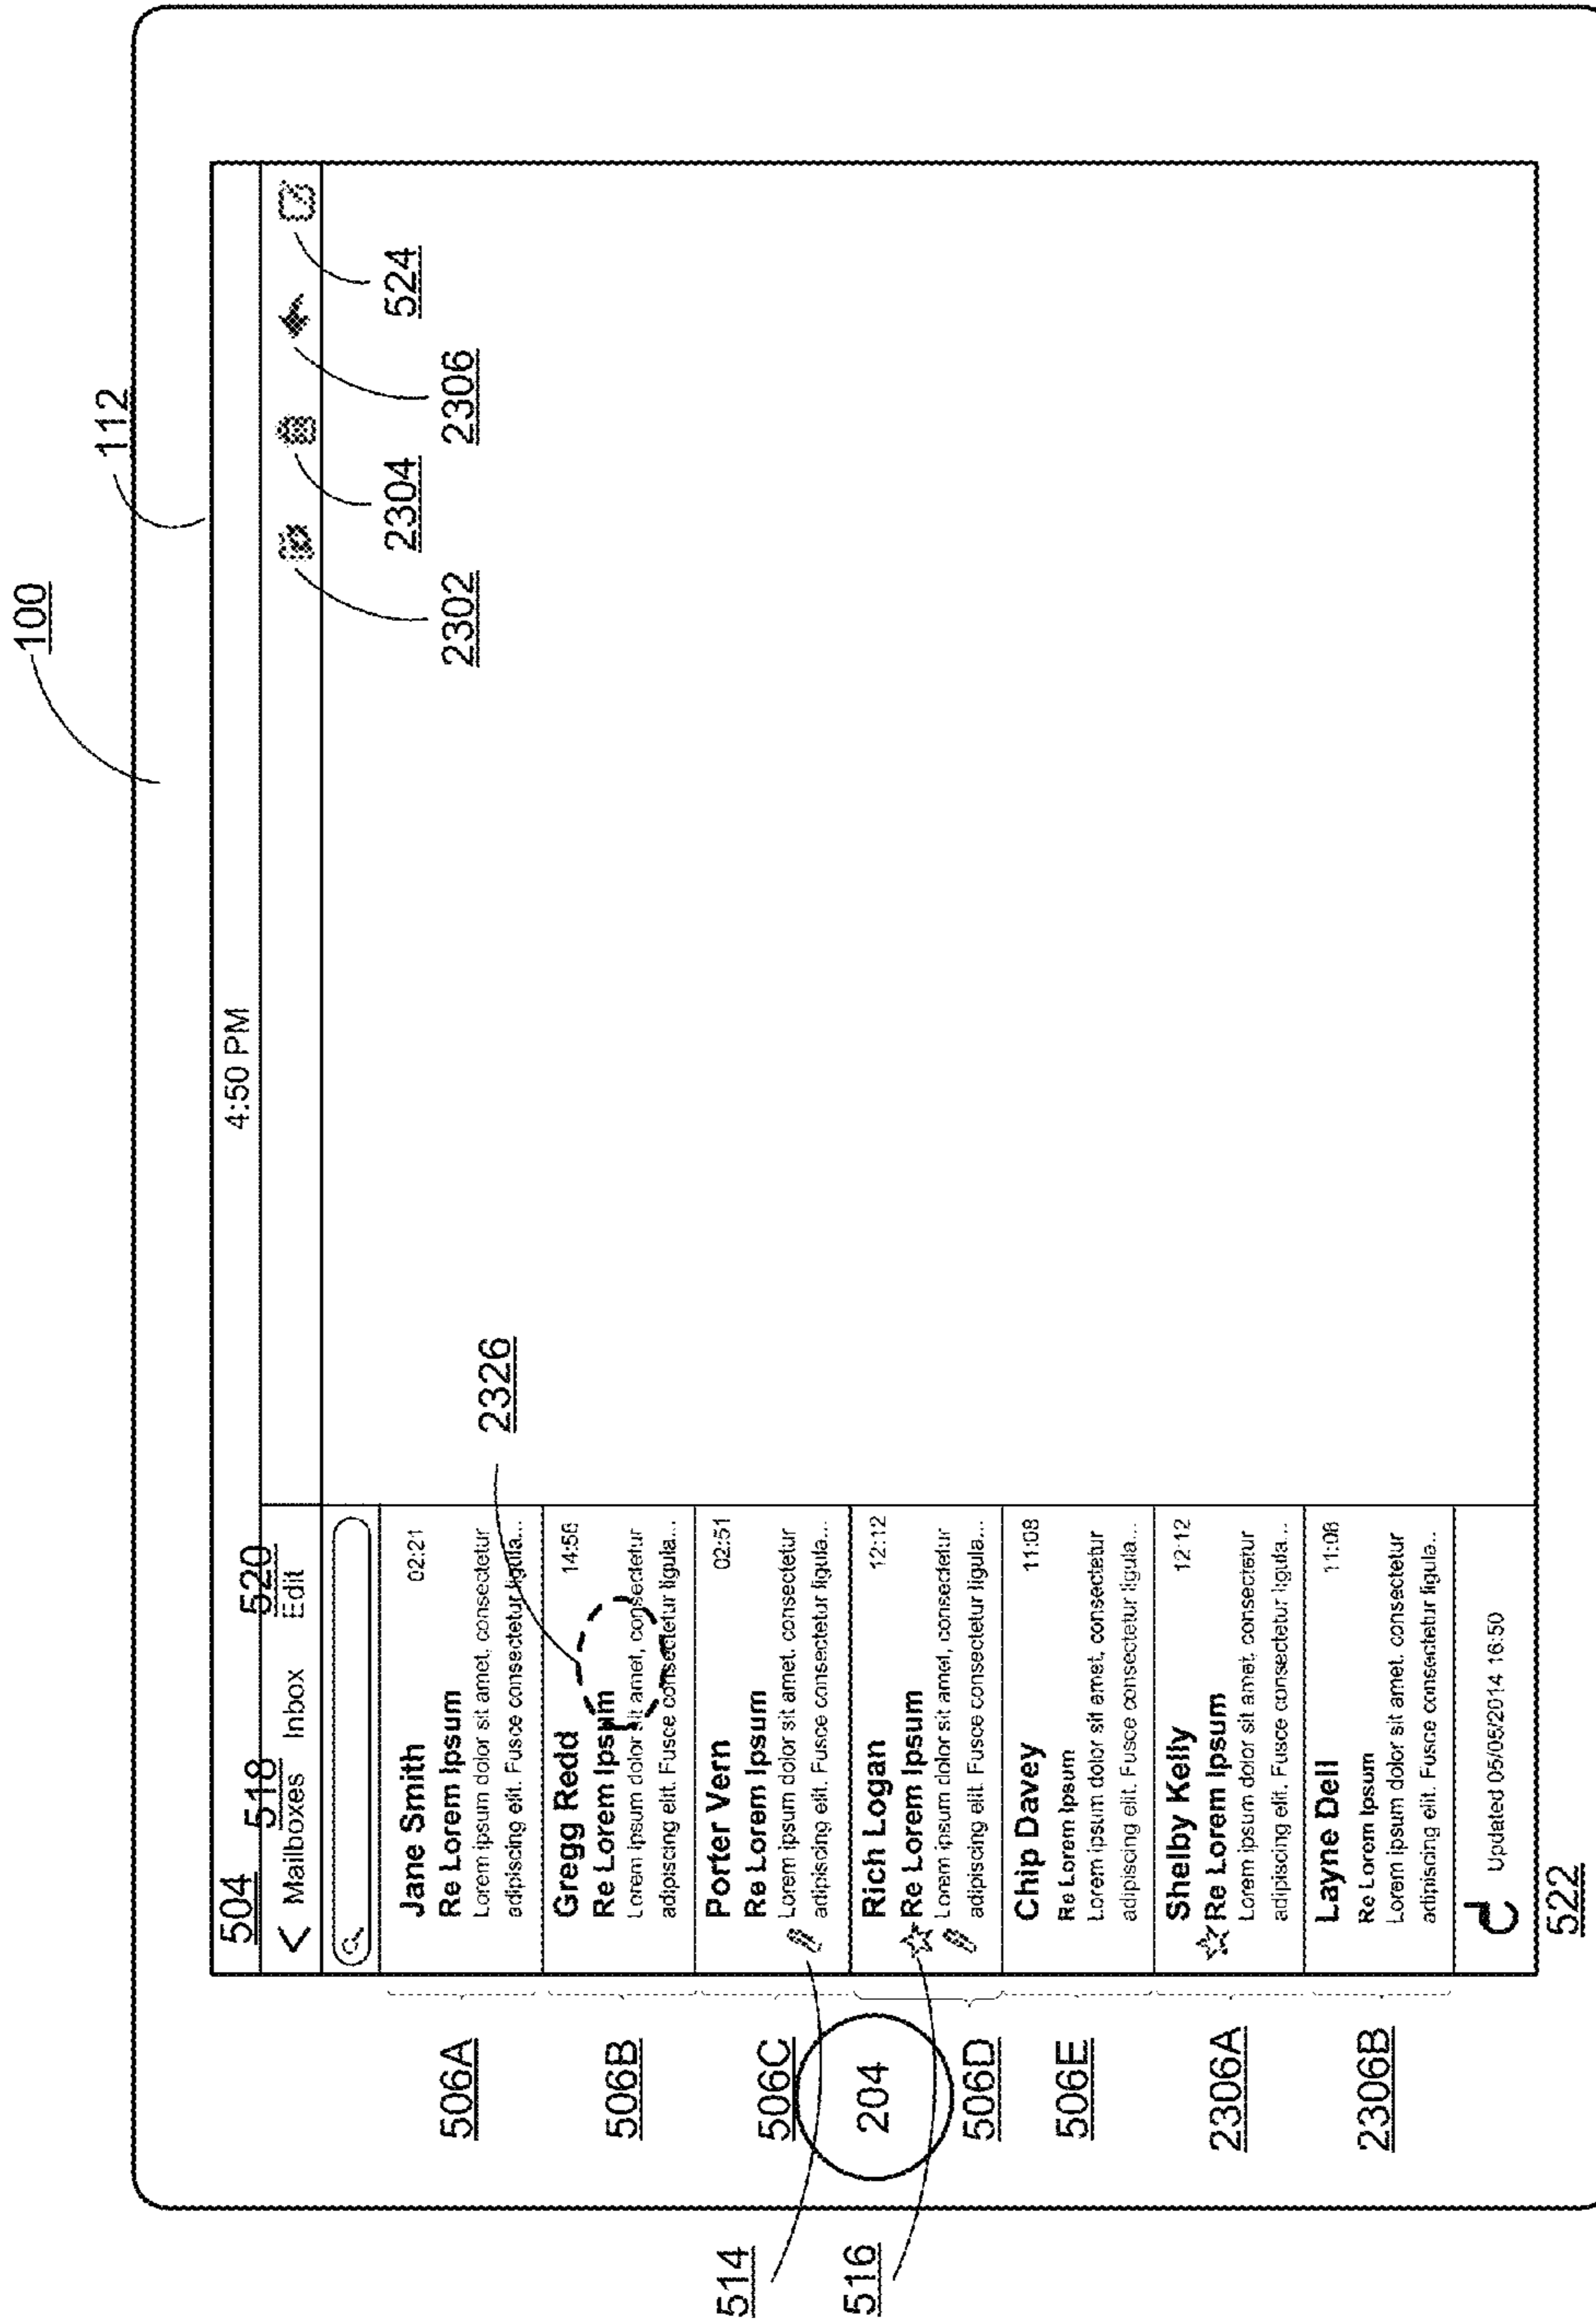 100
112
4:50 PM
504
518
520
< Mailboxes Inbox Edit
2302
2304
2306
524
Jane Smith 02:21
Re Lorem Ipsum
Lorem ipsum dolor sit amet, consectetur
adipiscing elit. Fusce consectetur ligula...
506A
Gregg Redd 14:56
Re Lorem Ipsum
Lorem ipsum dolor sit amet, consectetur
adipiscing elit. Fusce consectetur ligula...
506B
2326
Porter Vern 02:51
Re Lorem Ipsum
Lorem ipsum dolor sit amet, consectetur
adipiscing elit. Fusce consectetur ligula...
506C
514
204
Rich Logan 12:12
Re Lorem Ipsum
Lorem ipsum dolor sit amet, consectetur
adipiscing elit. Fusce consectetur ligula...
506D
516
Chip Davey 11:08
Re Lorem Ipsum
Lorem ipsum dolor sit amet, consectetur
adipiscing elit. Fusce consectetur ligula...
506E
Shelby Kelly 12:12
Re Lorem Ipsum
Lorem ipsum dolor sit amet, consectetur
adipiscing elit. Fusce consectetur ligula...
2306A
Layne Dell 11:08
Re Lorem Ipsum
Lorem ipsum dolor sit amet, consectetur
adipiscing elit. Fusce consectetur ligula...
2306B
Updated 05/05/2014 16:50
522